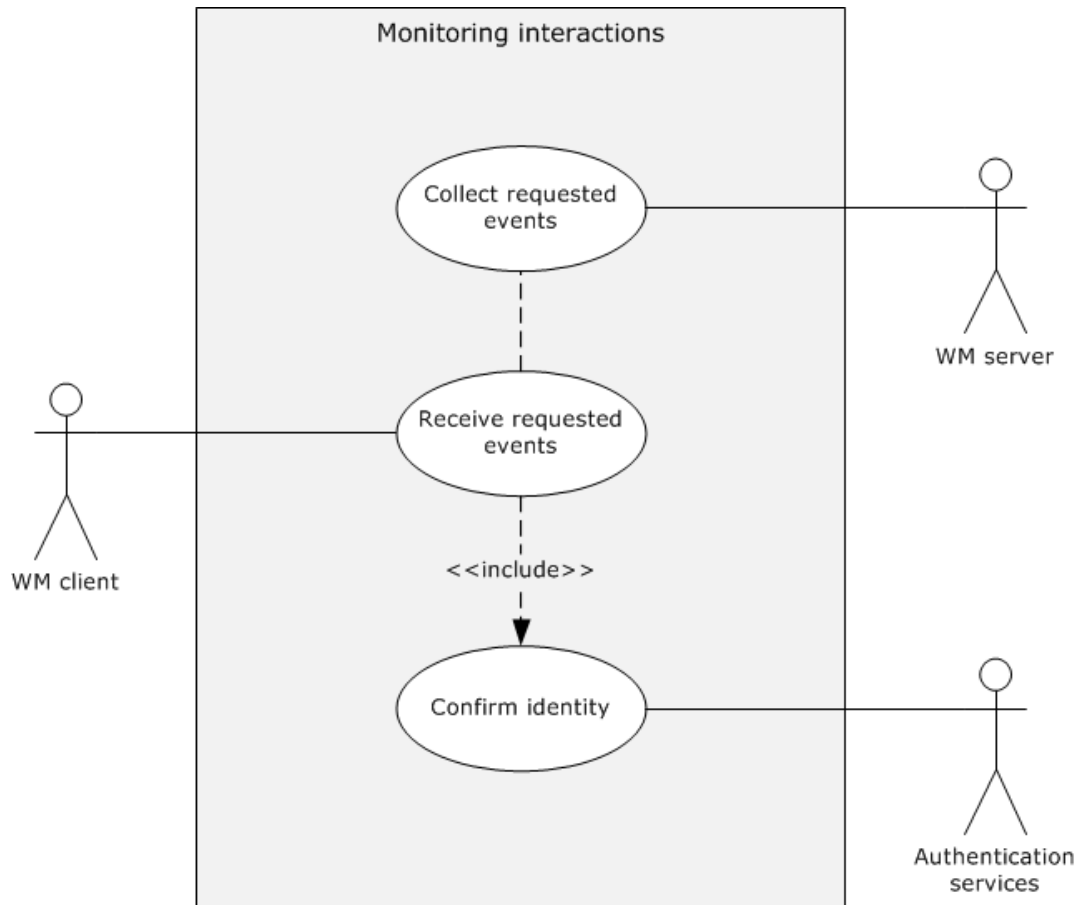 Monitoring interactions
Collect requested
events
WM server
Receive requested
events
WM client
<<include>>
Confirm identity
Authentication
services